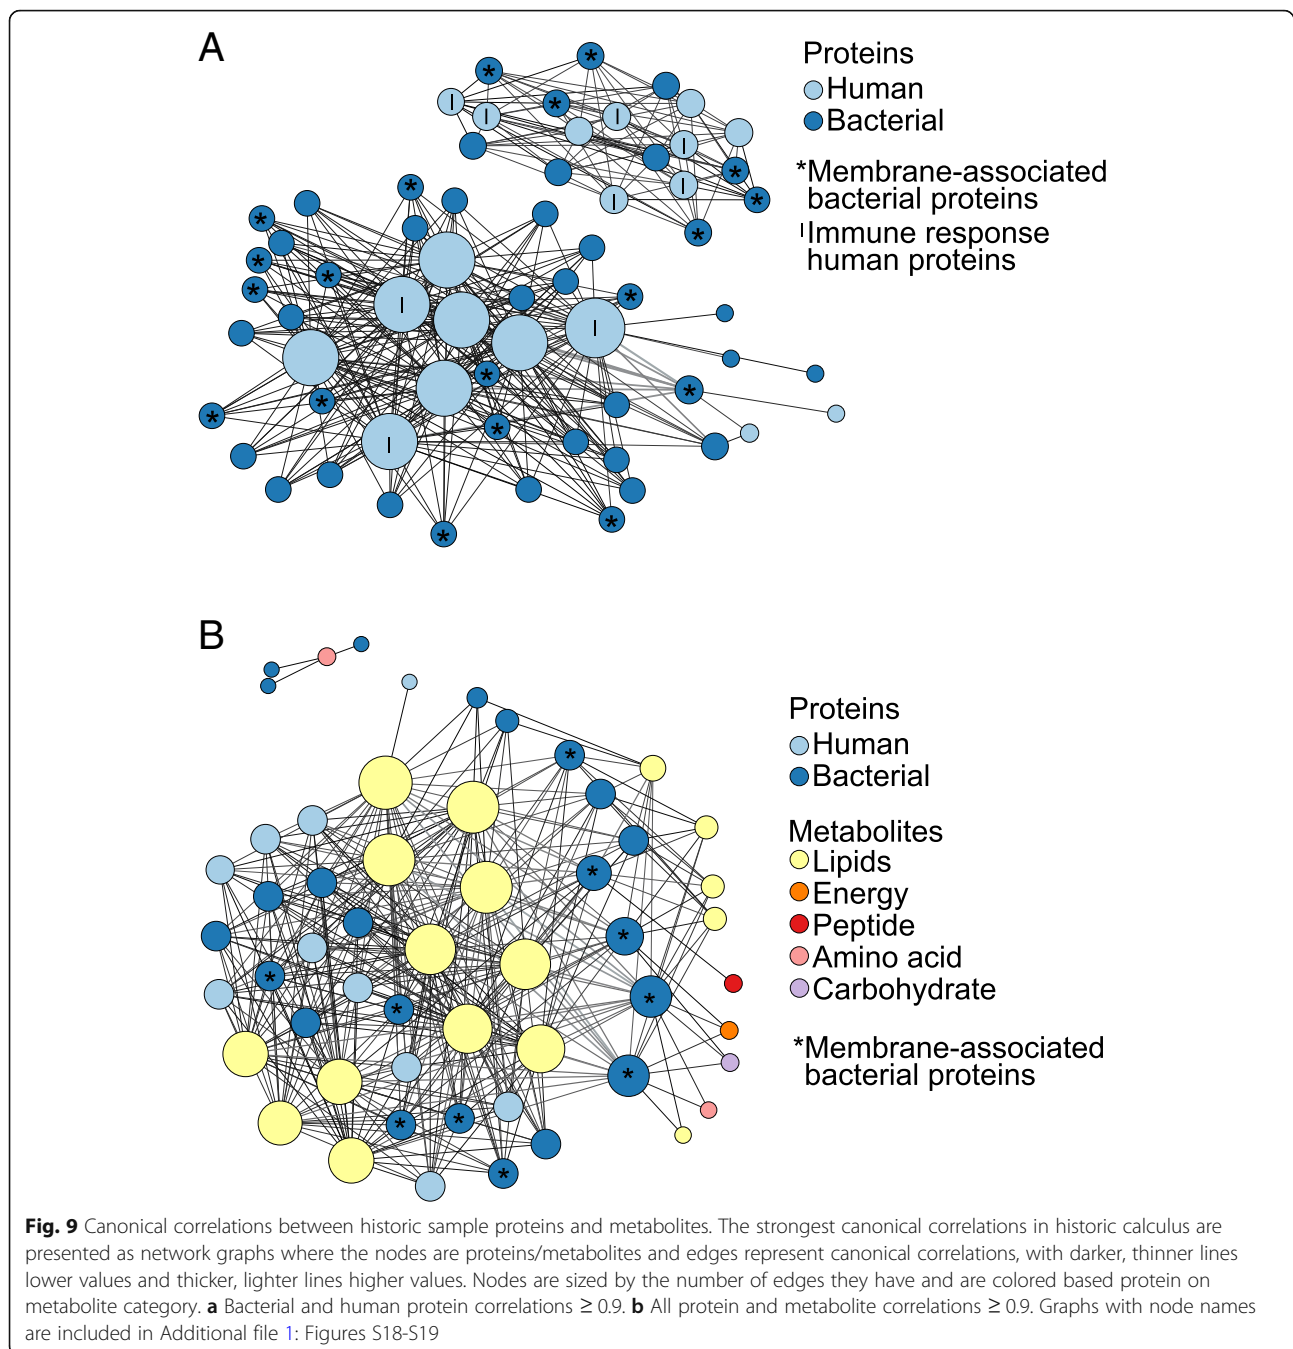 A
Proteins
Human
Bacterial
*Membrane-associated
bacterial proteins
ıImmune response
human proteins
B
Proteins
Human
Bacterial
Metabolites
Lipids
Energy
Peptide
Amino acid
Carbohydrate
*Membrane-associated
bacterial proteins
Fig. 9 Canonical correlations between historic sample proteins and metabolites. The strongest canonical correlations in historic calculus are
presented as network graphs where the nodes are proteins/metabolites and edges represent canonical correlations, with darker, thinner lines
lower values and thicker, lighter lines higher values. Nodes are sized by the number of edges they have and are colored based protein on
metabolite category. a Bacterial and human protein correlations ≥ 0.9. b All protein and metabolite correlations ≥ 0.9. Graphs with node names
are included in Additional file 1: Figures S18-S19